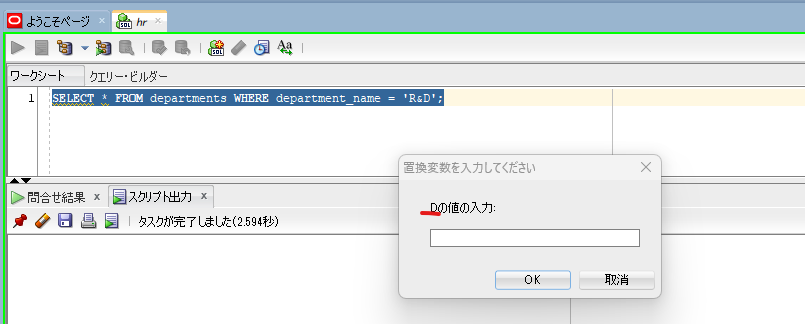 ようこそページ
hr
ワークシート クエリー・ビルダー
1 SELECT * FROM departments WHERE department_name = 'R&D';
置換変数を入力してください
Dの値の入力:
OK 取消
問合せ結果 x スクリプト出力 x
タスクが完了しました(2.594秒)